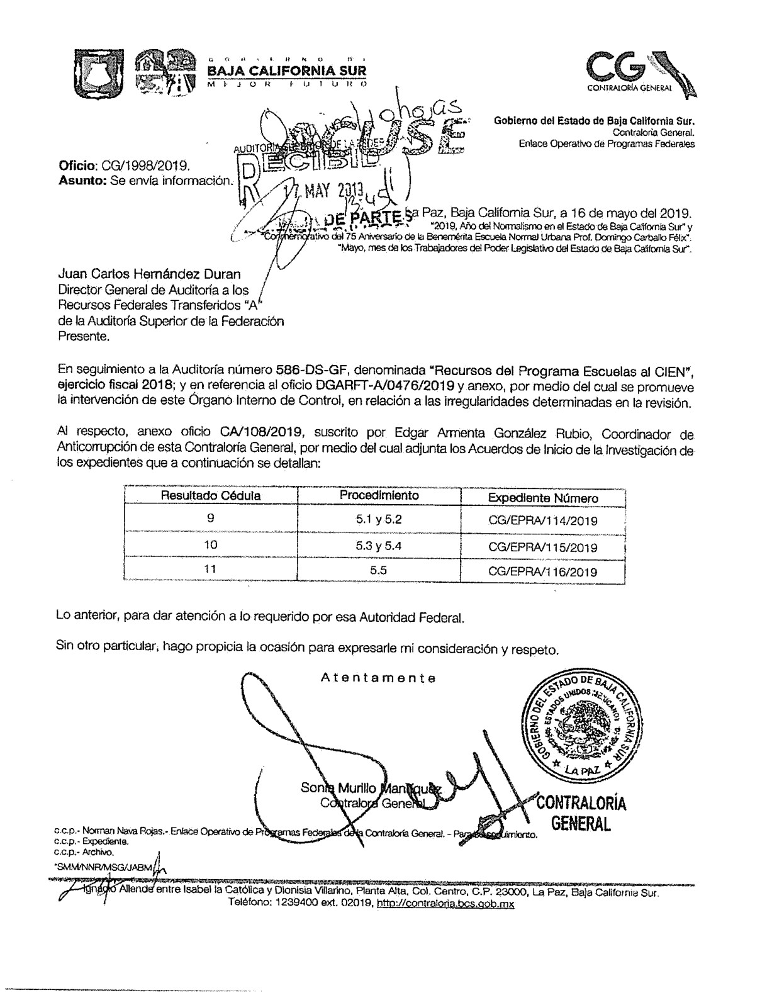 GOBIERNO DE
BAJA CALIFORNIA SUR
MEJOR FUTURO
CG
CONTRALORÍA GENERAL
Gobierno del Estado de Baja California Sur.
Contraloría General.
Enlace Operativo de Programas Federales
hojas
ACUSE
AUDITORIA SUPERIOR DE LA FEDE
RECIBID
17 MAY 2019
13:45
DE PARTES
Oficio: CG/1998/2019.
Asunto: Se envía información.
La Paz, Baja California Sur, a 16 de mayo del 2019.
"2019, Año del Normalismo en el Estado de Baja California Sur" y
"Conmemorativo del 75 Aniversario de la Benemérita Escuela Normal Urbana Prof. Domingo Carballo Félix".
"Mayo, mes de los Trabajadores del Poder Legislativo del Estado de Baja California Sur".
Juan Carlos Hernández Duran
Director General de Auditoría a los
Recursos Federales Transferidos "A"
de la Auditoría Superior de la Federación
Presente.
En seguimiento a la Auditoría número 586-DS-GF, denominada "Recursos del Programa Escuelas al CIEN",
ejercicio fiscal 2018; y en referencia al oficio DGARFT-A/0476/2019 y anexo, por medio del cual se promueve
la intervención de este Órgano Interno de Control, en relación a las irregularidades determinadas en la revisión.
Al respecto, anexo oficio CA/108/2019, suscrito por Edgar Armenta González Rubio, Coordinador de
Anticorrupción de esta Contraloría General, por medio del cual adjunta los Acuerdos de Inicio de la Investigación de
los expedientes que a continuación se detallan:
Resultado Cédula Procedimiento Expediente Número
9 5.1 y 5.2 CG/EPRA/114/2019
10 5.3 y 5.4 CG/EPRA/115/2019
11 5.5 CG/EPRA/116/2019
Lo anterior, para dar atención a lo requerido por esa Autoridad Federal.
Sin otro particular, hago propicia la ocasión para expresarle mi consideración y respeto.
Atentamente
GOBIERNO DEL ESTADO DE BAJA CALIFORNIA SUR
ESTADOS UNIDOS MEXICANOS
LA PAZ
Sonia Murillo Manríquez
Contralora General
CONTRALORÍA
GENERAL
c.c.p.- Norman Nava Rojas.- Enlace Operativo de Programas Federales de la Contraloría General. – Para su seguimiento.
c.c.p.- Expediente.
c.c.p.- Archivo.
*SMM/NNR/MSG/JABM
Ignacio Allende entre Isabel la Católica y Dionisia Villarino, Planta Alta, Col. Centro, C.P. 23000, La Paz, Baja California Sur.
Teléfono: 1239400 ext. 02019, http://contraloria.bcs.gob.mx